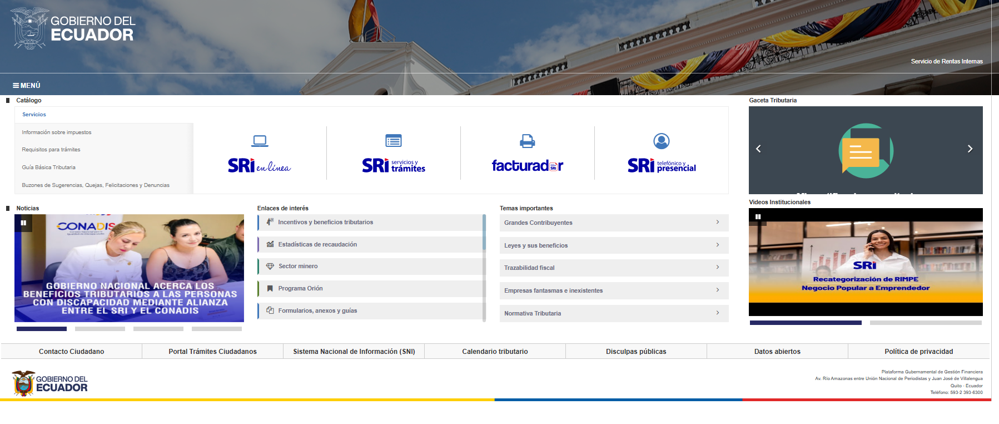 GOBIERNO DEL
ECUADOR
Servicio de Rentas Internas
MENÚ
Catálogo
Servicios
Información sobre impuestos
Requisitos para trámites
Guía Básica Tributaria
Buzones de Sugerencias, Quejas, Felicitaciones y Denuncias
SRi en línea
SRi servicios y trámites
facturador SRi
SRi telefónico y presencial
Gaceta Tributaria
Noticias
CONADIS
GOBIERNO NACIONAL ACERCA LOS
BENEFICIOS TRIBUTARIOS A LAS PERSONAS
CON DISCAPACIDAD MEDIANTE ALIANZA
ENTRE EL SRI Y EL CONADIS
Enlaces de interés
Incentivos y beneficios tributarios
Estadísticas de recaudación
Sector minero
Programa Orión
Formularios, anexos y guías
Temas importantes
Grandes Contribuyentes
Leyes y sus beneficios
Trazabilidad fiscal
Empresas fantasmas e inexistentes
Normativa Tributaria
Videos Institucionales
SRi
Recategorización de RIMPE
Negocio Popular a Emprendedor
Contacto Ciudadano
Portal Trámites Ciudadanos
Sistema Nacional de Información (SNI)
Calendario tributario
Disculpas públicas
Datos abiertos
Política de privacidad
GOBIERNO DEL
ECUADOR
Plataforma Gubernamental de Gestión Financiera
Av. Río Amazonas entre Unión Nacional de Periodistas y Juan José de Villalengua
Quito - Ecuador
Teléfono: 593-2 393-6300